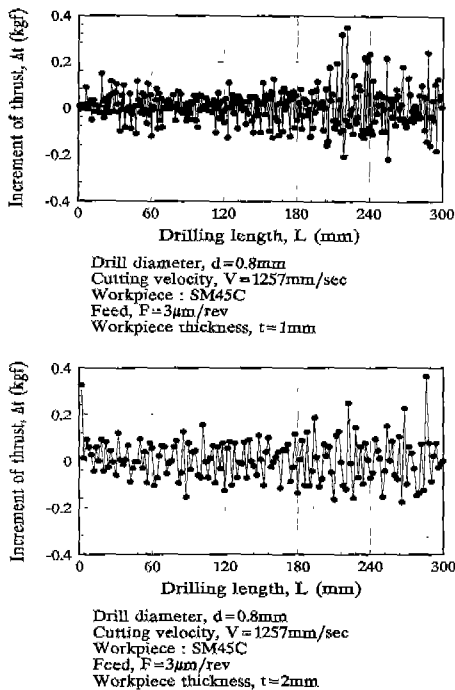 Increment of thrust, Δt (kgf)
0.4
0.2
0
-0.2
-0.4
0 60 120 180 240 300
Drilling length, L (mm)
Drill diameter, d=0.8mm
Cutting velocity, V=1257mm/sec
Workpiece : SM45C
Feed, F=3μm/rev
Workpiece thickness, t=1mm
Increment of thrust, Δt (kgf)
0.4
0.2
0
-0.2
-0.4
0 60 120 180 240 300
Drilling length, L (mm)
Drill diameter, d=0.8mm
Cutting velocity, V=1257mm/sec
Workpiece : SM45C
Feed, F=3μm/rev
Workpiece thickness, t=2mm